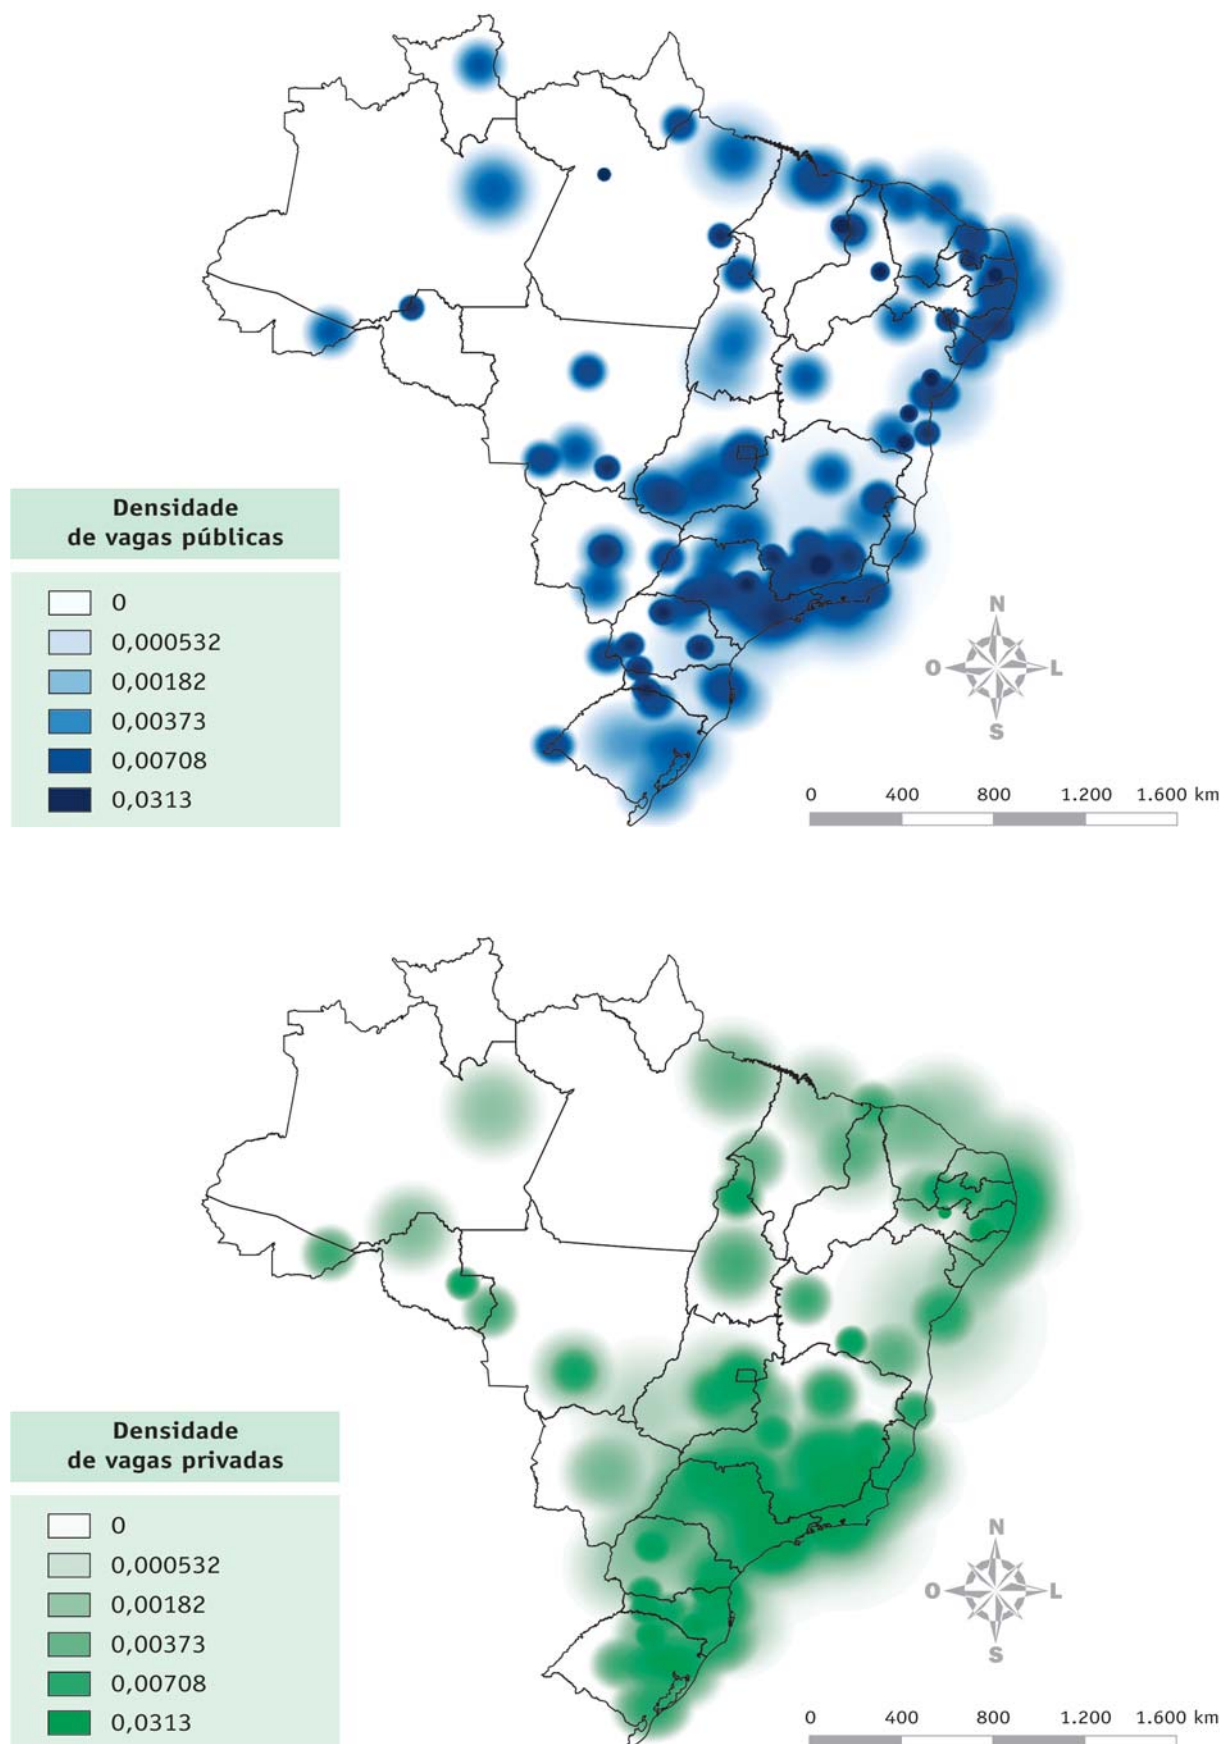 Densidade
de vagas públicas
0
0,000532
0,00182
0,00373
0,00708
0,0313
N
O L
S
0 400 800 1.200 1.600 km
Densidade
de vagas privadas
0
0,000532
0,00182
0,00373
0,00708
0,0313
N
O L
S
0 400 800 1.200 1.600 km